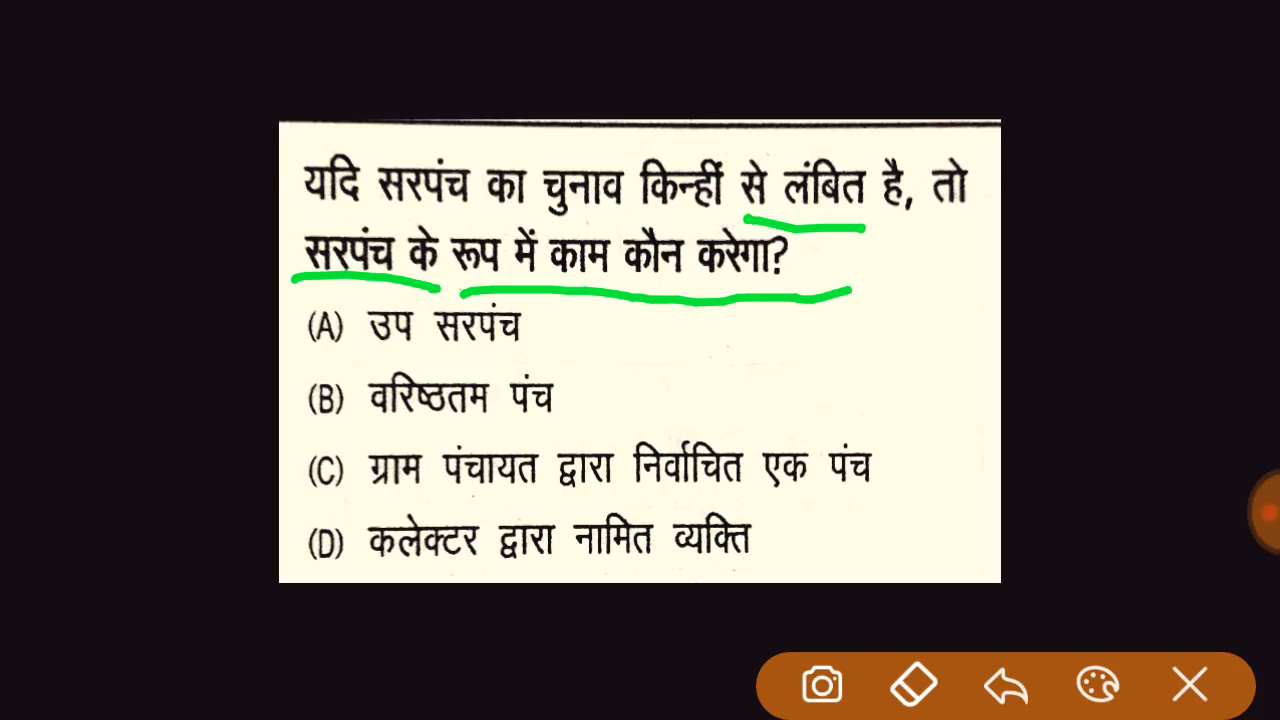 यदि सरपंच का चुनाव किन्हीं से लंबित है, तो
सरपंच के रूप में काम कौन करेगा?
(A) उप सरपंच
(B) वरिष्ठतम पंच
(C) ग्राम पंचायत द्वारा निर्वाचित एक पंच
(D) कलेक्टर द्वारा नामित व्यक्ति